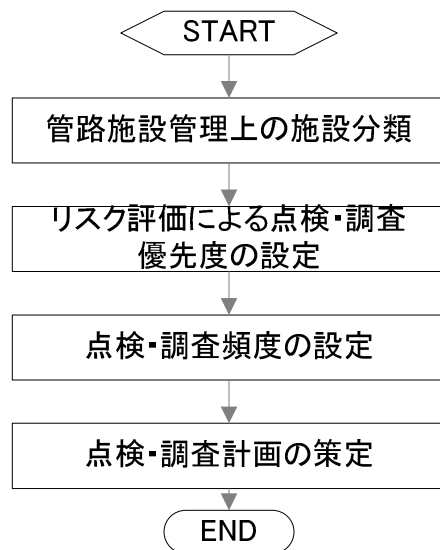 START
管路施設管理上の施設分類
リスク評価による点検・調査
優先度の設定
点検・調査頻度の設定
点検・調査計画の策定
END